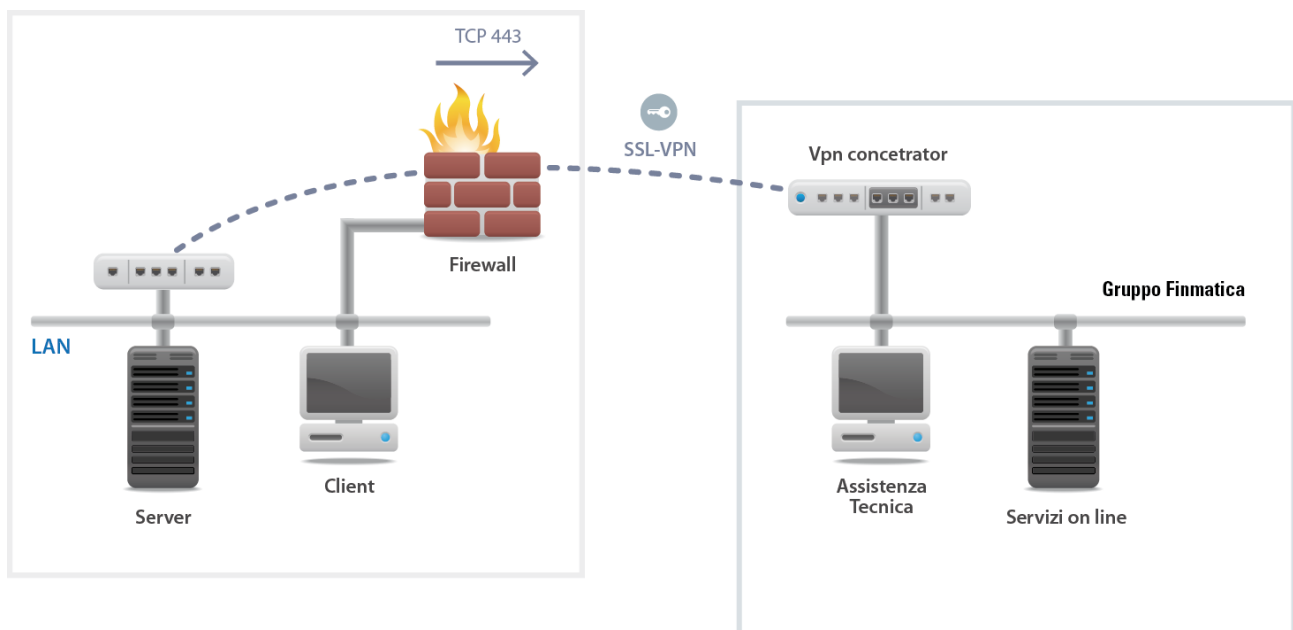 TCP 443
SSL-VPN
Vpn concetrator
Firewall
Gruppo Finmatica
LAN
Server
Client
Assistenza
Tecnica
Servizi on line